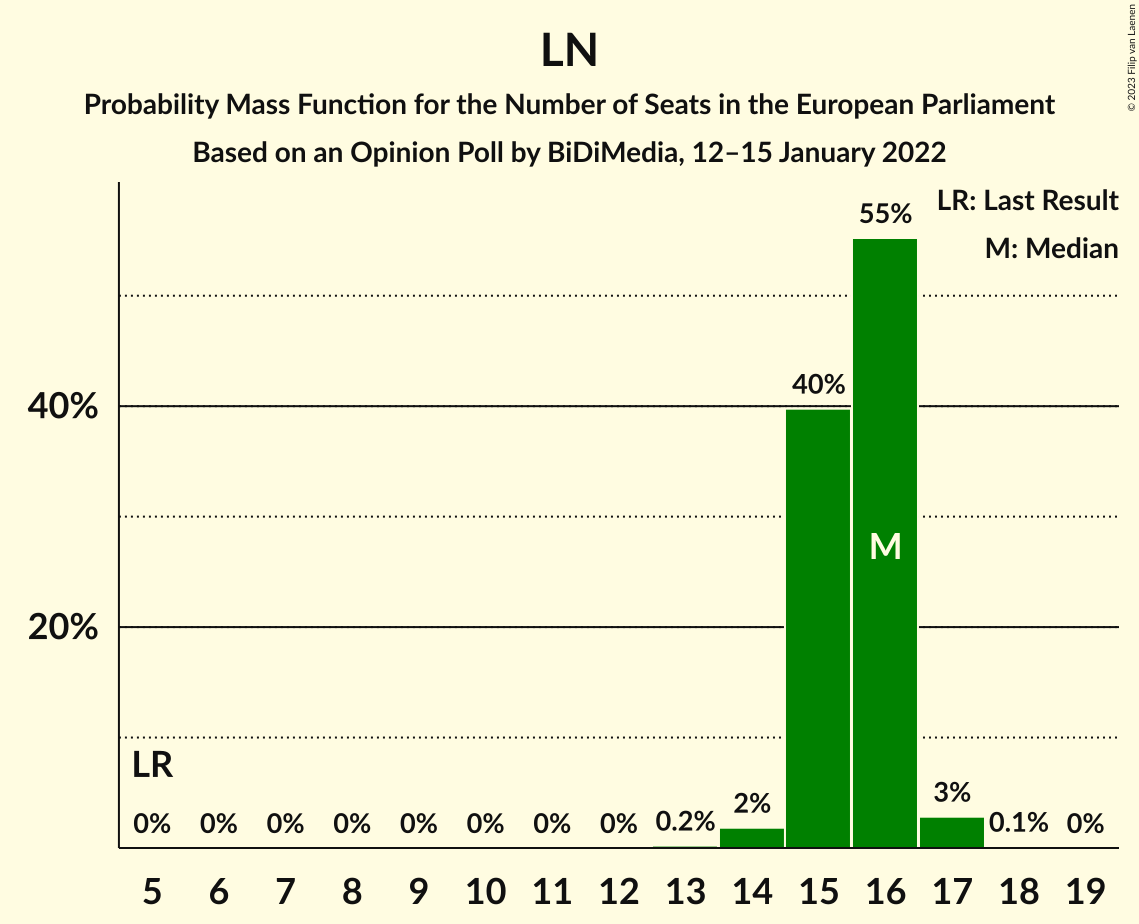 LN
Probability Mass Function for the Number of Seats in the European Parliament
Based on an Opinion Poll by BiDiMedia, 12–15 January 2022
© 2023 Filip van Laenen
LR: Last Result
M: Median
55%
40%
40%
M
20%
LR
0% 0% 0% 0% 0% 0% 0% 0% 0.2% 2% 3% 0.1% 0%
5 6 7 8 9 10 11 12 13 14 15 16 17 18 19